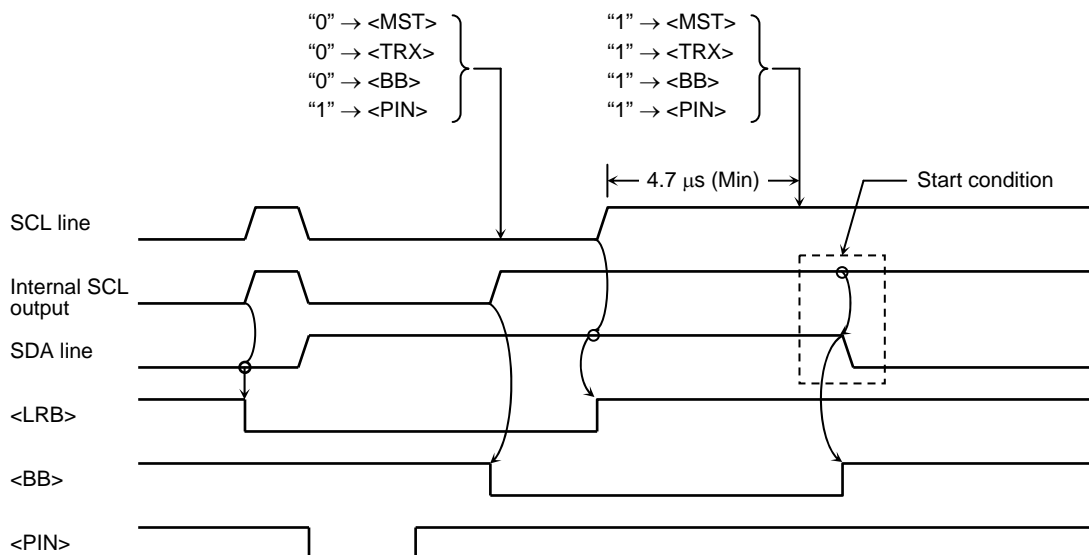 “0” → <MST>
“0” → <TRX>
“0” → <BB>
“1” → <PIN>
“1” → <MST>
“1” → <TRX>
“1” → <BB>
“1” → <PIN>
4.7 μs (Min)
Start condition
SCL line
Internal SCL
output
SDA line
<LRB>
<BB>
<PIN>